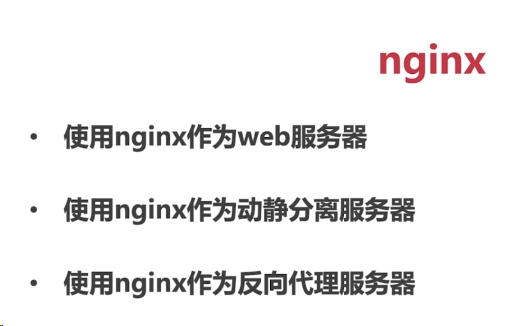 nginx
• 使用nginx作为web服务器
• 使用nginx作为动静分离服务器
• 使用nginx作为反向代理服务器